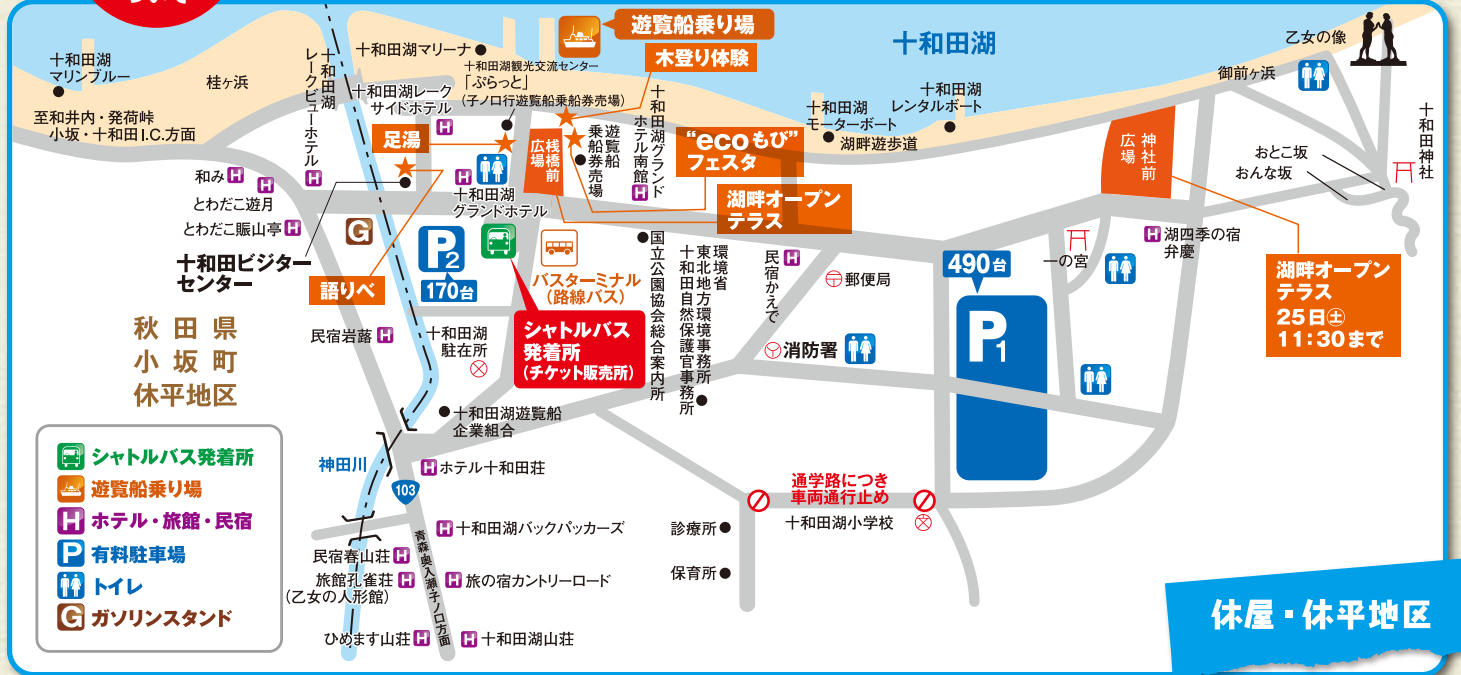 ついて
遊覧船乗り場
木登り体験
十和田湖
乙女の像
御前ヶ浜
十和田湖
マリンブルー
桂ヶ浜
十和田湖
レークビューホテル
十和田湖マリーナ
十和田湖観光交流センター
「ぷらっと」
(子ノ口行遊覧船乗船券売場)
十和田湖レーク
サイドホテル
至和井内・発荷峠
小坂・十和田I.C.方面
足湯
桟橋前
広場
遊覧船
乗船券売場
十和田湖グランド
ホテル南館
"ecoもび"
フェスタ
湖畔オープン
テラス
十和田湖
モーターボート
十和田湖
レンタルボート
湖畔遊歩道
神社前
広場
おとこ坂
おんな坂
十和田神社
和み
とわだこ遊月
とわだこ賑山亭
十和田湖
グランドホテル
十和田ビジター
センター
語りべ
G
P2
170台
バスターミナル
(路線バス)
シャトルバス
発着所
(チケット販売所)
国立公園協会総合案内所
環境省
東北地方環境事務所
十和田自然保護官事務所
民宿かえで
郵便局
消防署
490台
P1
一の宮
湖四季の宿
弁慶
湖畔オープン
テラス
25日㊏
11:30まで
秋田県
小坂町
休平地区
民宿岩蕗
十和田湖
駐在所
十和田湖遊覧船
企業組合
神田川
ホテル十和田荘
103
十和田湖バックパッカーズ
青森・奥入瀬・子ノ口方面
民宿春山荘
旅館孔雀荘
(乙女の人形館)
旅の宿カントリーロード
ひめます山荘
十和田湖山荘
診療所
保育所
通学路につき
車両通行止め
十和田湖小学校
シャトルバス発着所
遊覧船乗り場
H ホテル・旅館・民宿
P 有料駐車場
トイレ
G ガソリンスタンド
休屋・休平地区